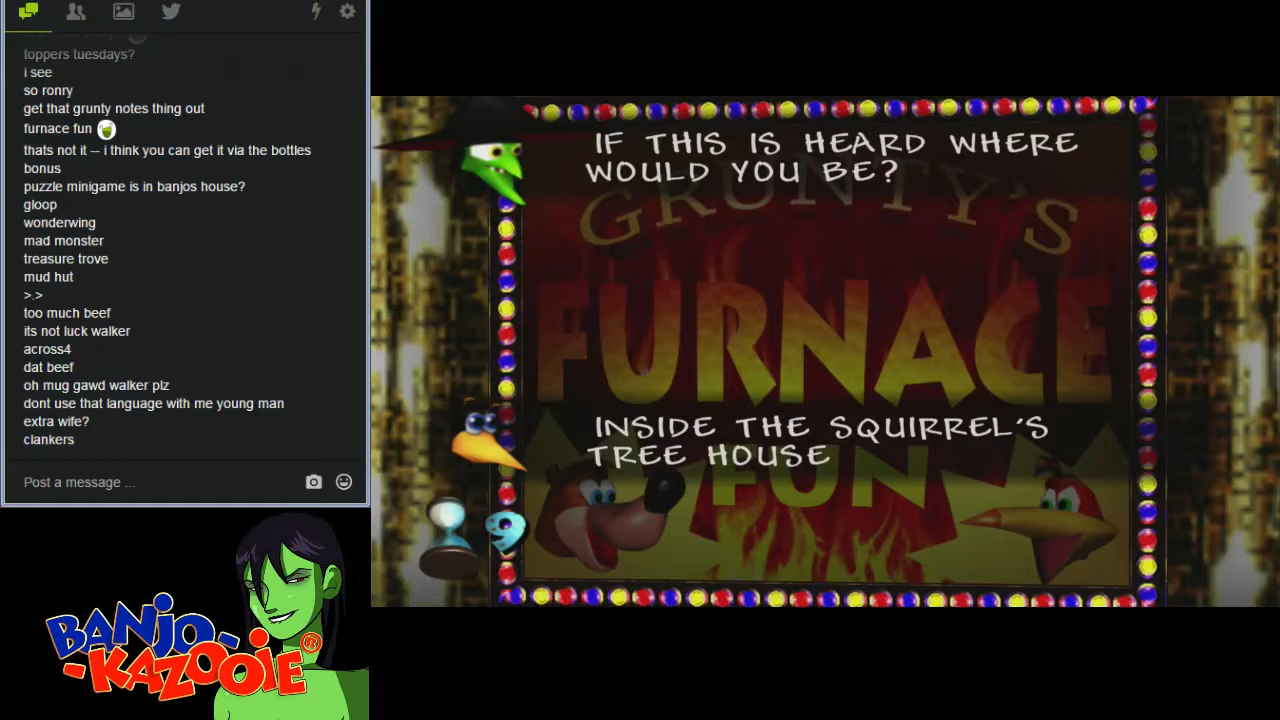 toppers tuesdays?
i see
so ronry
get that grunty notes thing out
furnace fun
thats not it -- i think you can get it via the bottles
bonus
puzzle minigame is in banjos house?
gloop
wonderwing
mad monster
treasure trove
mud hut
>.>
too much beef
its not luck walker
across4
dat beef
oh mug gawd walker plz
dont use that language with me young man
extra wife?
clankers
Post a message ...
BANJO
-KAZOOIE®
IF THIS IS HEARD WHERE
WOULD YOU BE?
GRUNTY'S
FURNACE
INSIDE THE SQUIRREL'S
TREE HOUSE
FUN
9